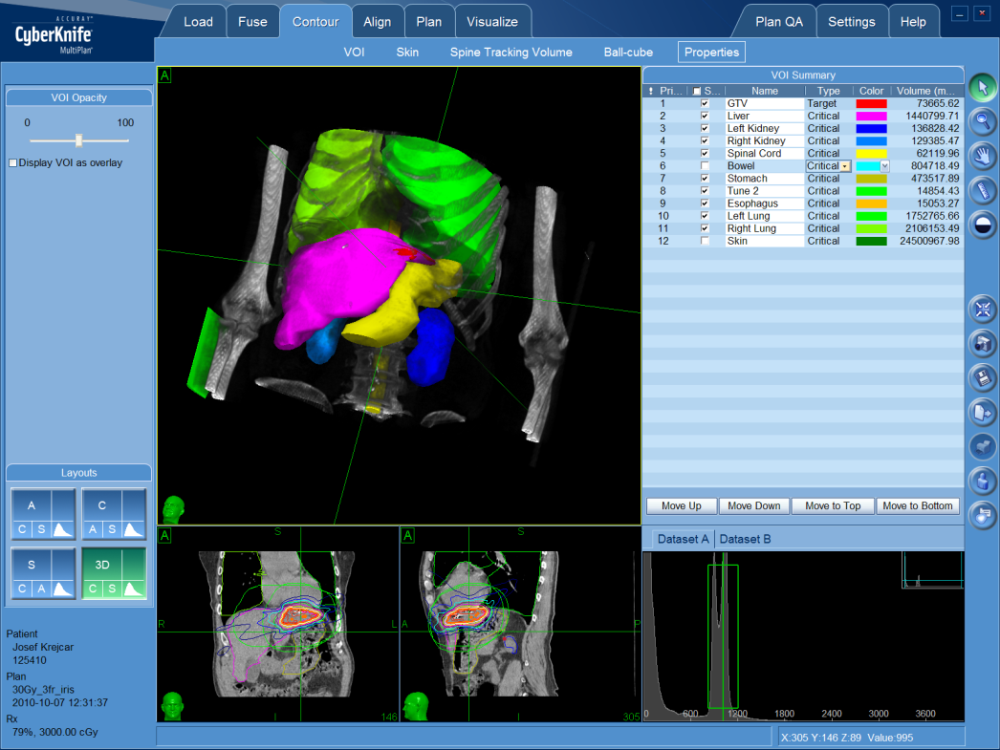 ACCURAY
CyberKnife
MultiPlan
Load Fuse Contour Align Plan Visualize Plan QA Settings Help
VOI Skin Spine Tracking Volume Ball-cube Properties
VOI Opacity
0 100
Display VOI as overlay
A
VOI Summary
! Pri... S... Name Type Color Volume (m...
1 GTV Target 73665.62
2 Liver Critical 1440799.71
3 Left Kidney Critical 136828.42
4 Right Kidney Critical 129385.47
5 Spinal Cord Critical 62119.96
6 Bowel Critical 804718.49
7 Stomach Critical 473517.89
8 Tune 2 Critical 14854.43
9 Esophagus Critical 15053.27
10 Left Lung Critical 1752765.66
11 Right Lung Critical 2106153.49
12 Skin Critical 24500967.98
Move Up Move Down Move to Top Move to Bottom
Layouts
A C
C S A S
S 3D
C A C S
Patient
Josef Krejcar
125410
Plan
30Gy_3fr_iris
2010-10-07 12:31:37
Rx
79%, 3000.00 cGy
A S
R L
I 146
A S
A P
I 305
Dataset A Dataset B
0 600 1200 1800 2400 3000 3600
X:305 Y:146 Z:89 Value:995